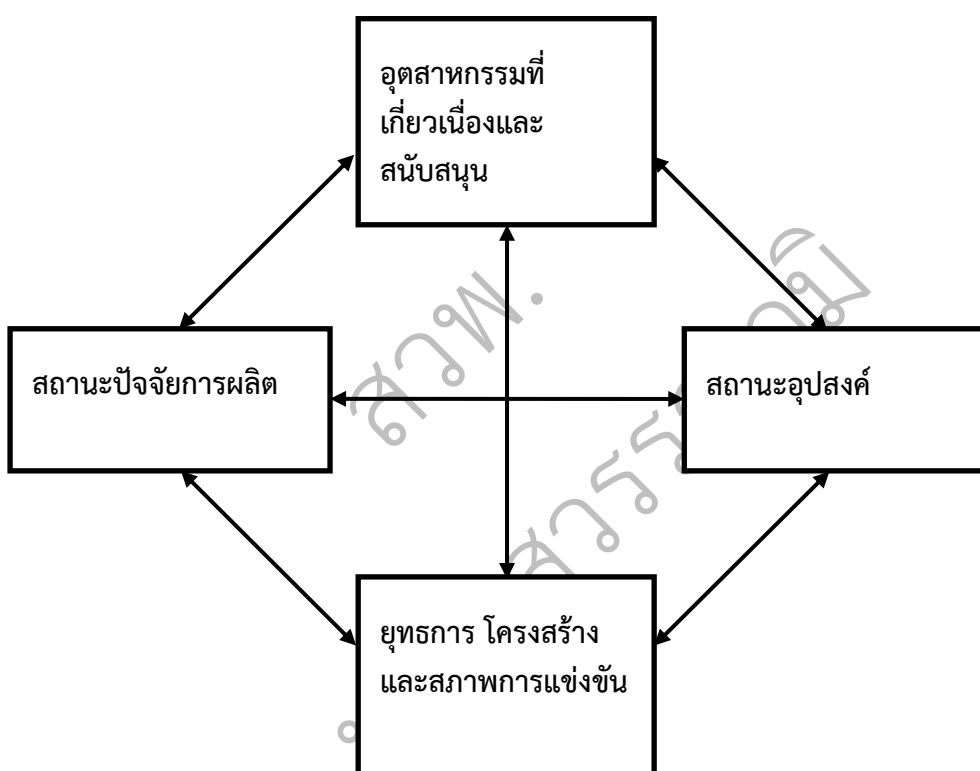 อุตสาหกรรมที่
เกี่ยวเนื่องและ
สนับสนุน
สถานะปัจจัยการผลิต
สถานะอุปสงค์
ยุทธการ โครงสร้าง
และสภาพการแข่งขัน
สวพ.